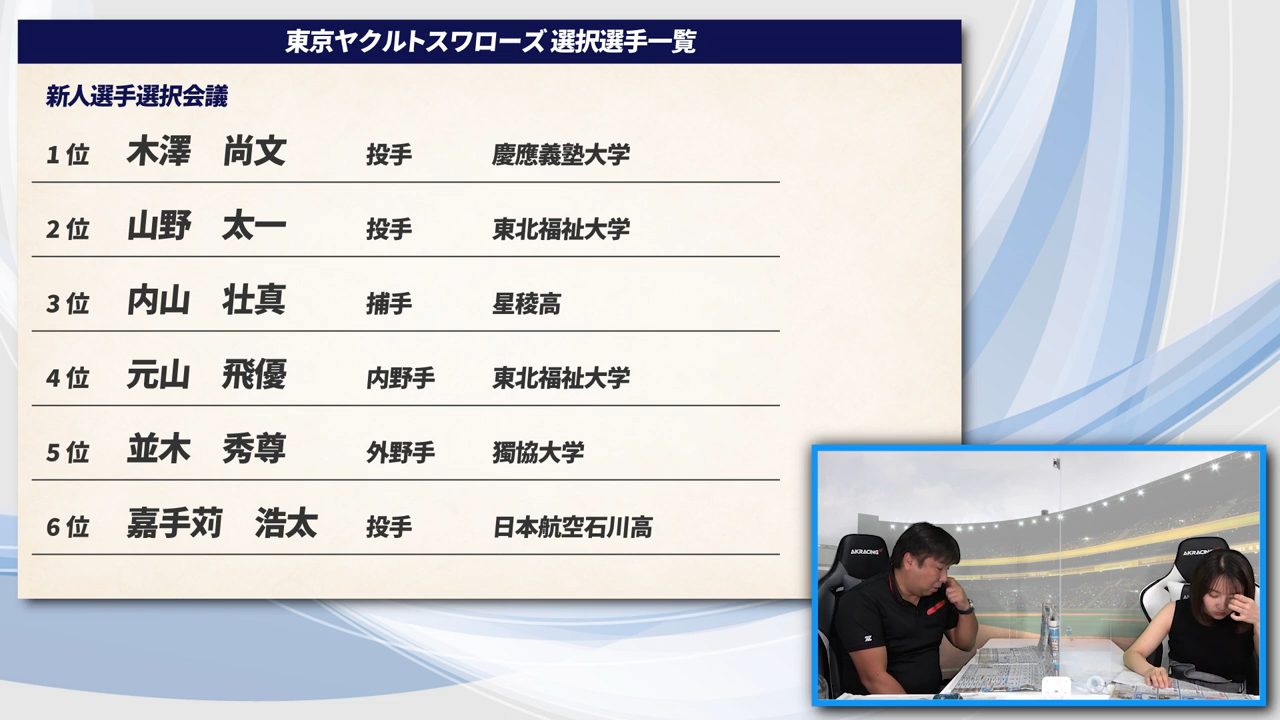 東京ヤクルトスワローズ 選択選手一覧
新人選手選択会議
1位 木澤 尚文 投手 慶應義塾大学
2位 山野 太一 投手 東北福祉大学
3位 内山 壮真 捕手 星稜高
4位 元山 飛優 内野手 東北福祉大学
5位 並木 秀尊 外野手 獨協大学
6位 嘉手苅 浩太 投手 日本航空石川高
AKRACING
AKRACING